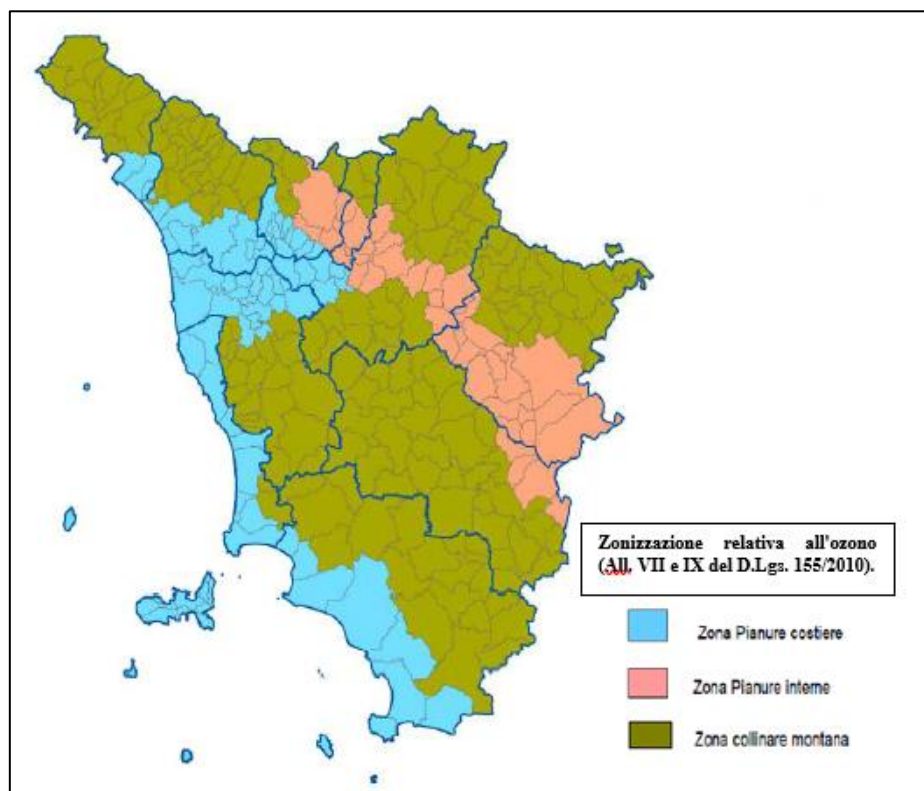 Zonizzazione relativa all'ozono
(All. VII e IX del D.Lgs. 155/2010).
Zona Pianure costiere
Zona Pianure interne
Zona collinare montana